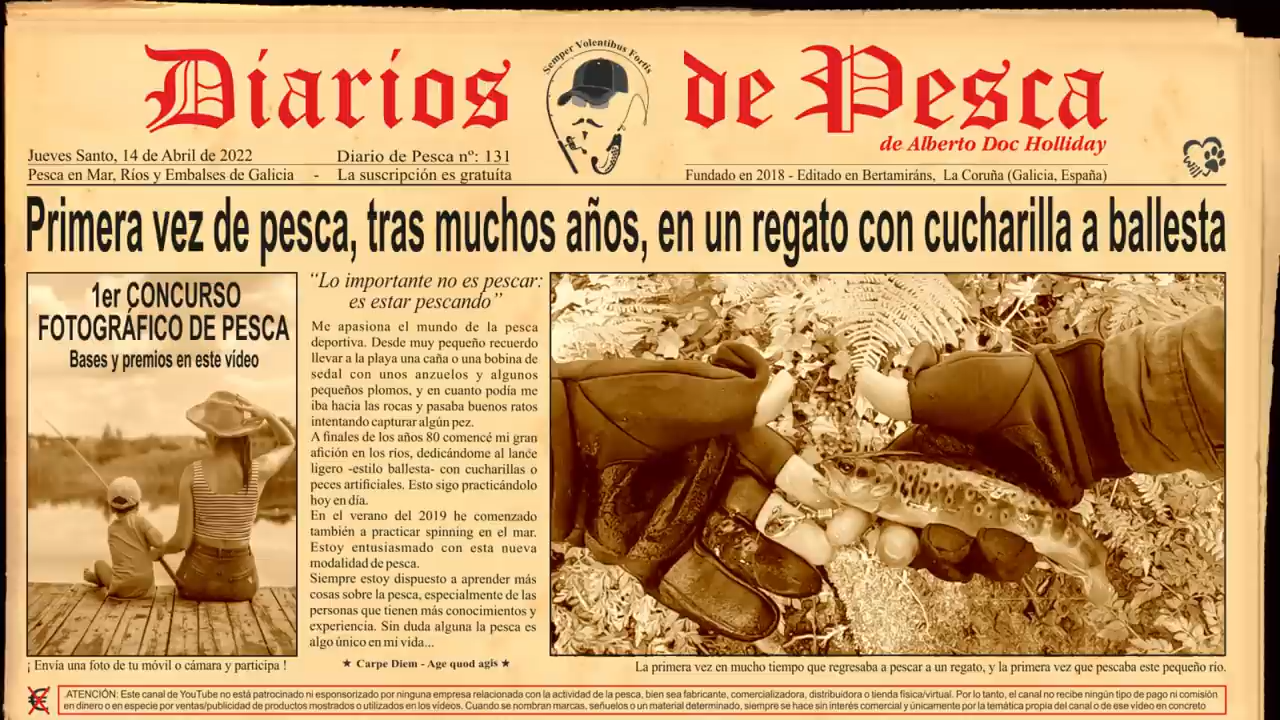 Diarios de Pesca
Semper Volentibus Fortis
de Alberto Doc Holliday
Will
Jueves Santo, 14 de Abril de 2022
Diario de Pesca nº: 131
Pesca en Mar, Ríos y Embalses de Galicia - La suscripción es gratuíta
Fundado en 2018 - Editado en Bertamiráns, La Coruña (Galicia, España)
Primera vez de pesca, tras muchos años, en un regato con cucharilla a ballesta
1er CONCURSO
FOTOGRÁFICO DE PESCA
Bases y premios en este vídeo
¡ Envía una foto de tu móvil o cámara y participa !
“Lo importante no es pescar:
es estar pescando”
Me apasiona el mundo de la pesca
deportiva. Desde muy pequeño recuerdo
llevar a la playa una caña o una bobina de
sedal con unos anzuelos y algunos
pequeños plomos, y en cuanto podía me
iba hacia las rocas y pasaba buenos ratos
intentando capturar algún pez.
A finales de los años 80 comencé mi gran
afición en los ríos, dedicándome al lance
ligero -estilo ballesta- con cucharillas o
peces artificiales. Esto sigo practicándolo
hoy en día.
En el verano del 2019 he comenzado
también a practicar spinning en el mar.
Estoy entusiasmado con esta nueva
modalidad de pesca.
Siempre estoy dispuesto a aprender más
cosas sobre la pesca, especialmente de las
personas que tienen más conocimientos y
experiencia. Sin duda alguna la pesca es
algo único en mi vida...
★ Carpe Diem - Age quod agis ★
La primera vez en mucho tiempo que regresaba a pescar a un regato, y la primera vez que pescaba este pequeño río.
ATENCIÓN: Este canal de YouTube no está patrocinado ni esponsorizado por ninguna empresa relacionada con la actividad de la pesca, bien sea fabricante, comercializadora, distribuidora o tienda física/virtual. Por lo tanto, el canal no recibe ningún tipo de pago ni comisión
en dinero o en especie por ventas/publicidad de productos mostrados o utilizados en los vídeos. Cuando se nombran marcas, señuelos o un material determinado, siempre se hace sin interés comercial y únicamente por la temática propia del canal o de ese vídeo en concreto